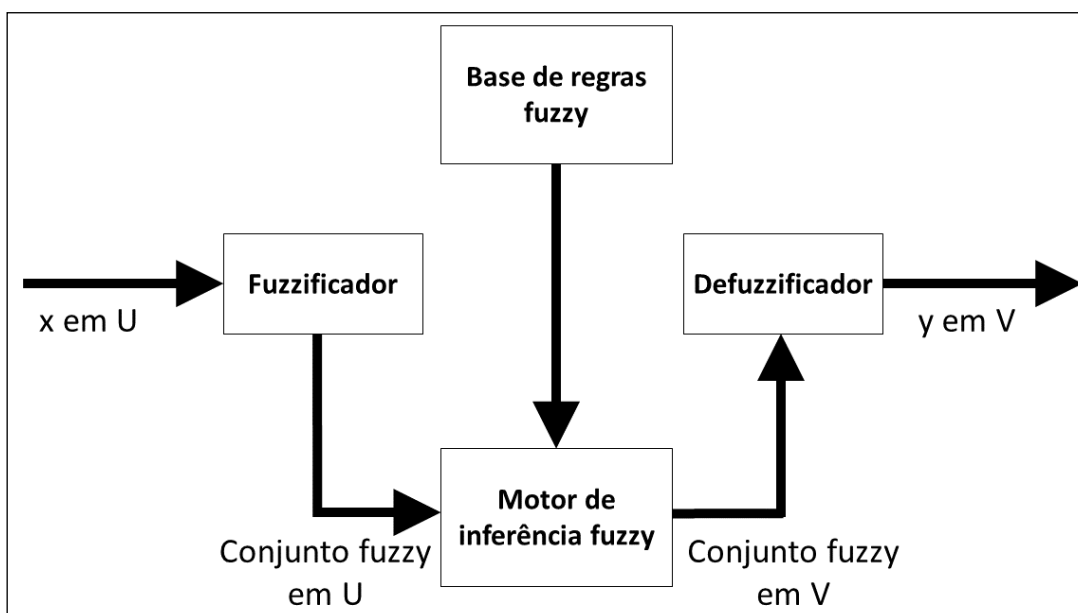 Base de regras
fuzzy
Fuzzificador
Defuzzificador
x em U
y em V
Motor de
inferência fuzzy
Conjunto fuzzy
em U
Conjunto fuzzy
em V